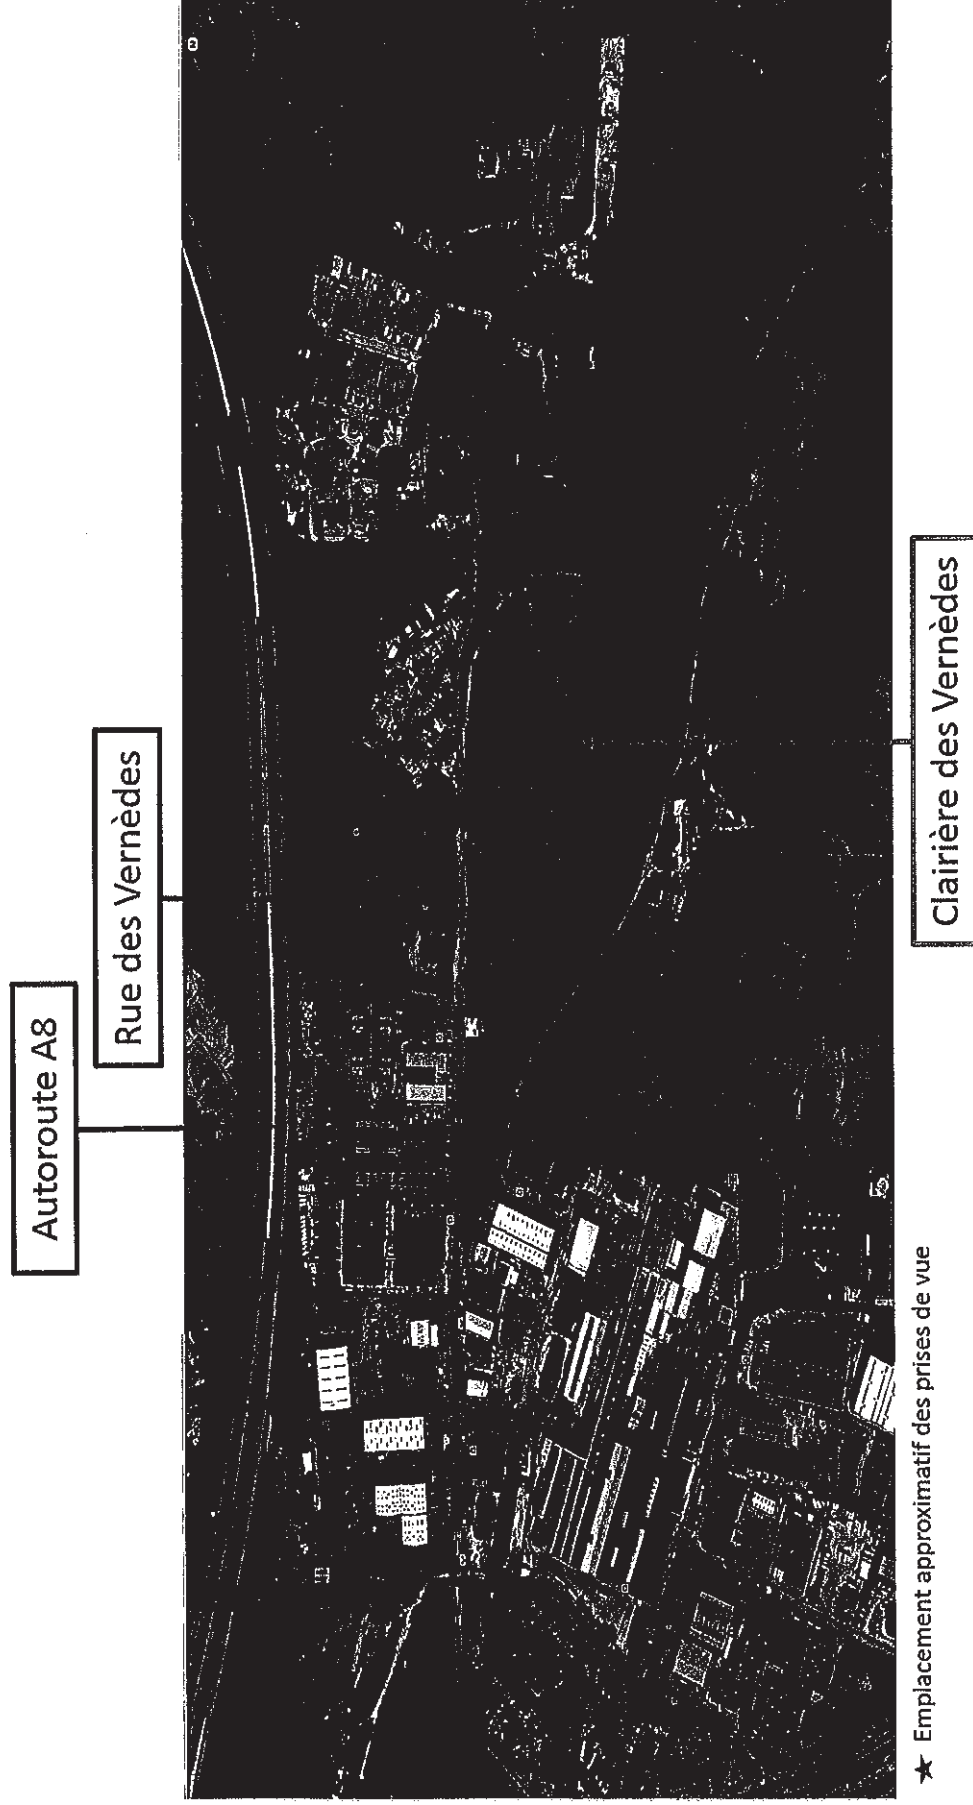 Autoroute A8
Rue des Vernèdes
Clairière des Vernèdes
★ Emplacement approximatif des prises de vue